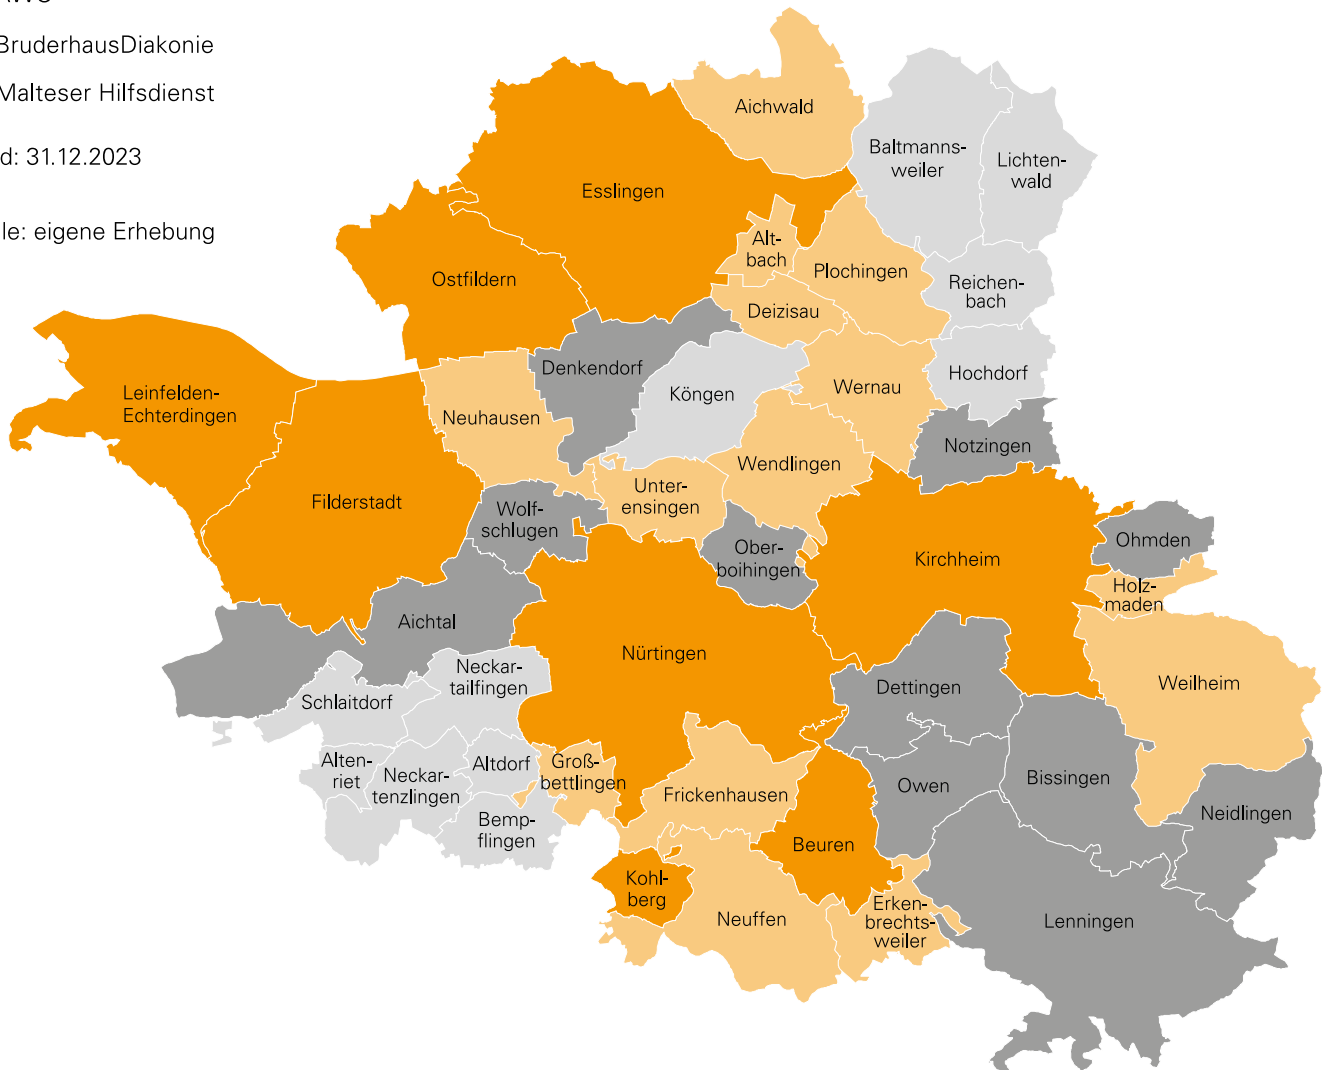 BruderhausDiakonie
Malteser Hilfsdienst
d: 31.12.2023
le: eigene Erhebung
Aichwald
Baltmanns-
weiler
Lichten-
wald
Esslingen
Alt-
bach
Plochingen
Ostfildern
Reichen-
bach
Deizisau
Denkendorf
Köngen
Wernau
Hochdorf
Leinfelden-
Echterdingen
Neuhausen
Notzingen
Wendlingen
Filderstadt
Unter-
ensingen
Wolf-
schlugen
Ober-
boihingen
Kirchheim
Ohmden
Holz-
maden
Aichtal
Nürtingen
Neckar-
tailfingen
Dettingen
Weilheim
Schlaitdorf
Alten-
riet
Neckar-
tenzlingen
Altdorf
Groß-
bettlingen
Frickenhausen
Owen
Bissingen
Neidlingen
Bemp-
flingen
Beuren
Kohl-
berg
Neuffen
Erken-
brechts-
weiler
Lenningen